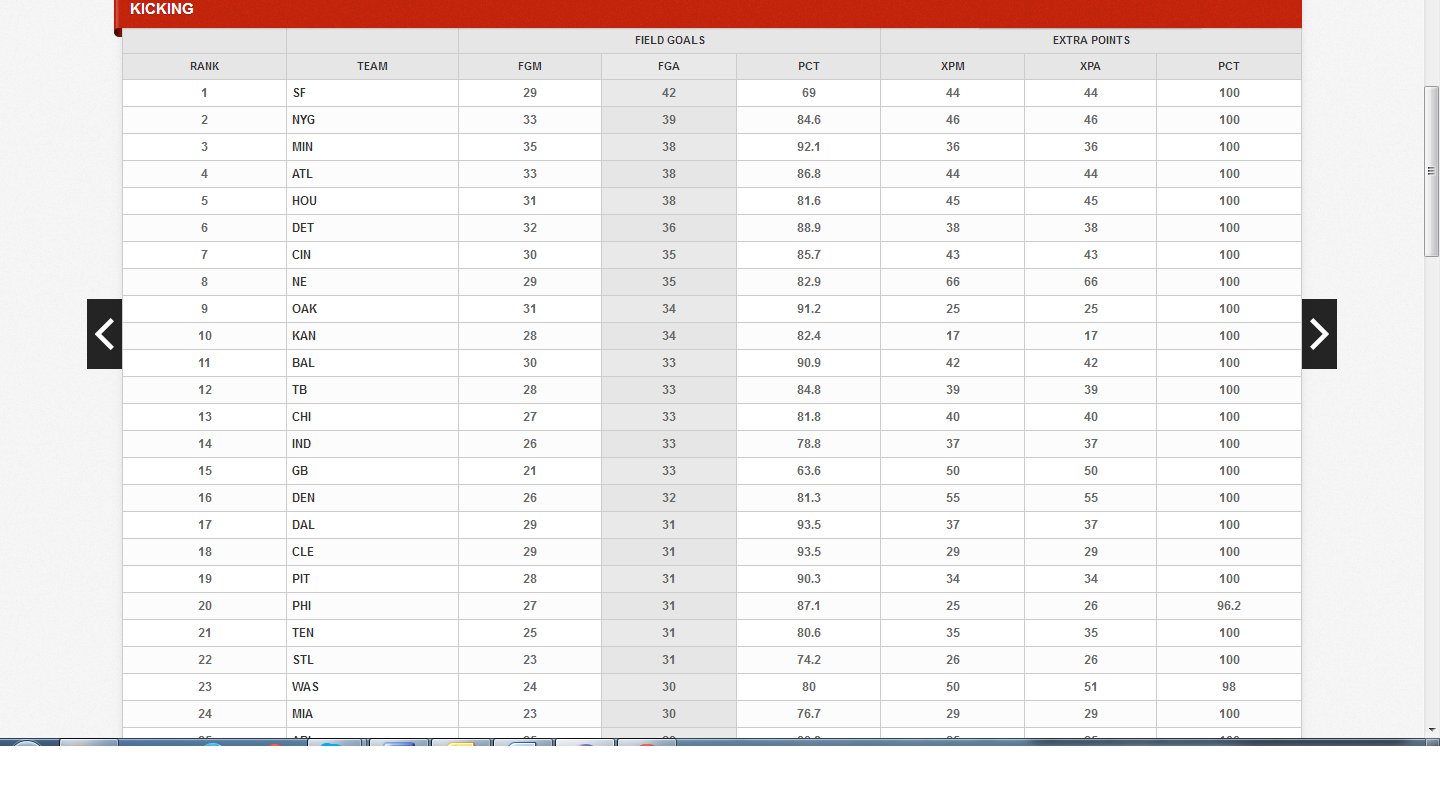 KICKING
FIELD GOALS EXTRA POINTS
RANK TEAM FGM FGA PCT XPM XPA PCT
1 SF 29 42 69 44 44 100
2 NYG 33 39 84.6 46 46 100
3 MIN 35 38 92.1 36 36 100
4 ATL 33 38 86.8 44 44 100
5 HOU 31 38 81.6 45 45 100
6 DET 32 36 88.9 38 38 100
7 CIN 30 35 85.7 43 43 100
8 NE 29 35 82.9 66 66 100
9 OAK 31 34 91.2 25 25 100
10 KAN 28 34 82.4 17 17 100
11 BAL 30 33 90.9 42 42 100
12 TB 28 33 84.8 39 39 100
13 CHI 27 33 81.8 40 40 100
14 IND 26 33 78.8 37 37 100
15 GB 21 33 63.6 50 50 100
16 DEN 26 32 81.3 55 55 100
17 DAL 29 31 93.5 37 37 100
18 CLE 29 31 93.5 29 29 100
19 PIT 28 31 90.3 34 34 100
20 PHI 27 31 87.1 25 26 96.2
21 TEN 25 31 80.6 35 35 100
22 STL 23 31 74.2 26 26 100
23 WAS 24 30 80 50 51 98
24 MIA 23 30 76.7 29 29 100